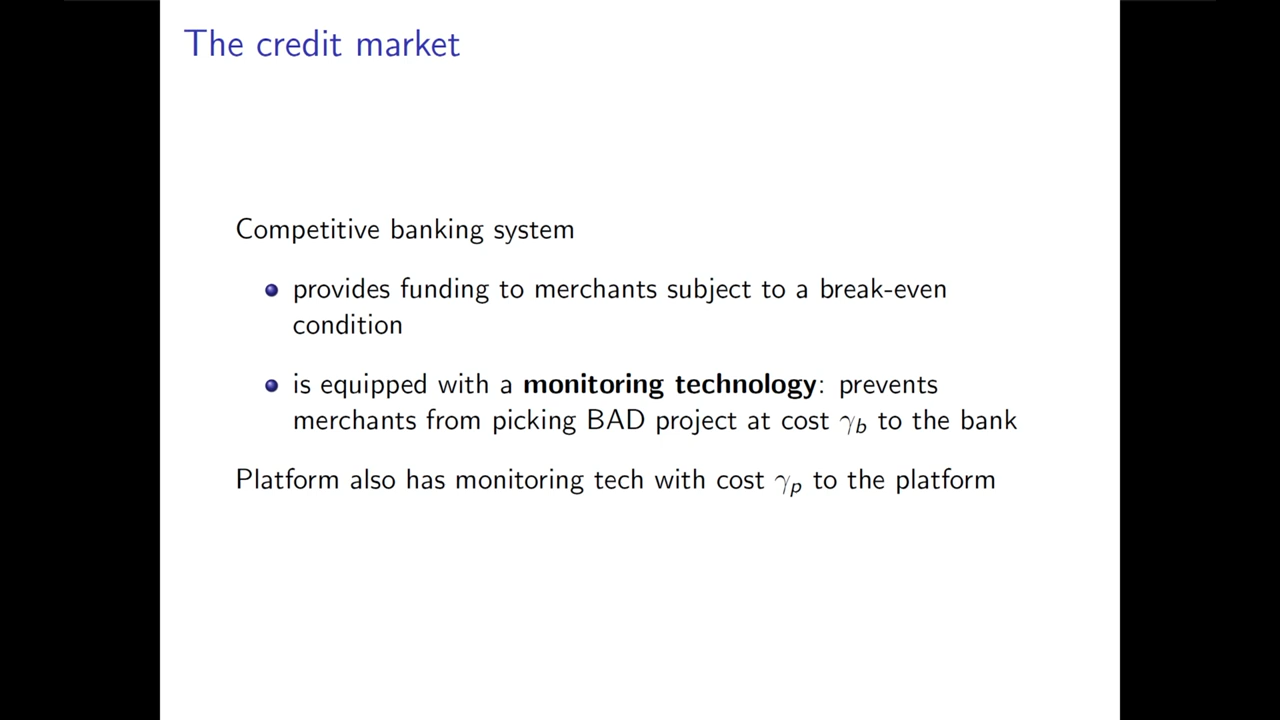 The credit market
Competitive banking system
provides funding to merchants subject to a break-even
condition
is equipped with a monitoring technology: prevents
merchants from picking BAD project at cost γ_b to the bank
Platform also has monitoring tech with cost γ_p to the platform